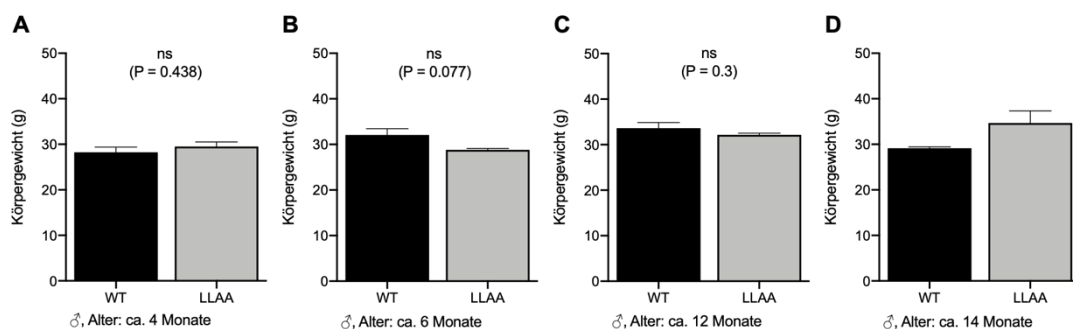 A
ns
(P = 0.438)
Körpergewicht (g)
50
40
30
20
10
0
WT LLAA
♂, Alter: ca. 4 Monate
B
ns
(P = 0.077)
Körpergewicht (g)
50
40
30
20
10
0
WT LLAA
♂, Alter: ca. 6 Monate
C
ns
(P = 0.3)
Körpergewicht (g)
50
40
30
20
10
0
WT LLAA
♂, Alter: ca. 12 Monate
D
Körpergewicht (g)
50
40
30
20
10
0
WT LLAA
♂, Alter: ca. 14 Monate